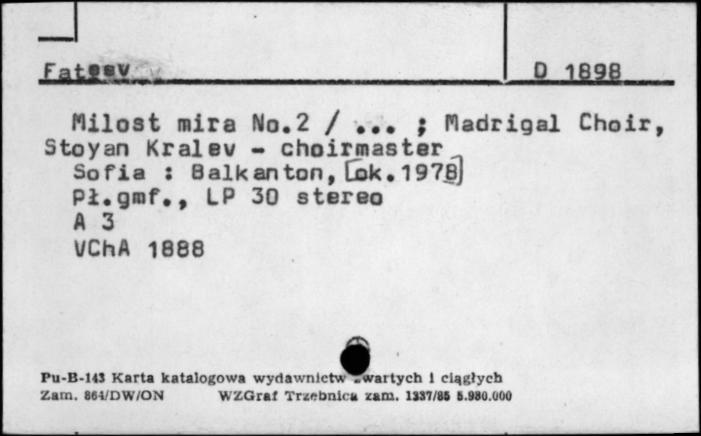 Fateev
D 1898
Milost mira No.2 / ... ; Madrigal Choir,
Stoyan Kralev - choirmaster
Sofia : Balkanton, [ok.1978]
Pł.gmf., LP 30 stereo
A 3
VChA 1888
Pu-B-143 Karta katalogowa wydawnictw zwartych i ciągłych
Zam. 864/DW/ON WZGraf Trzebnica zam. 1337/85 5.980.000